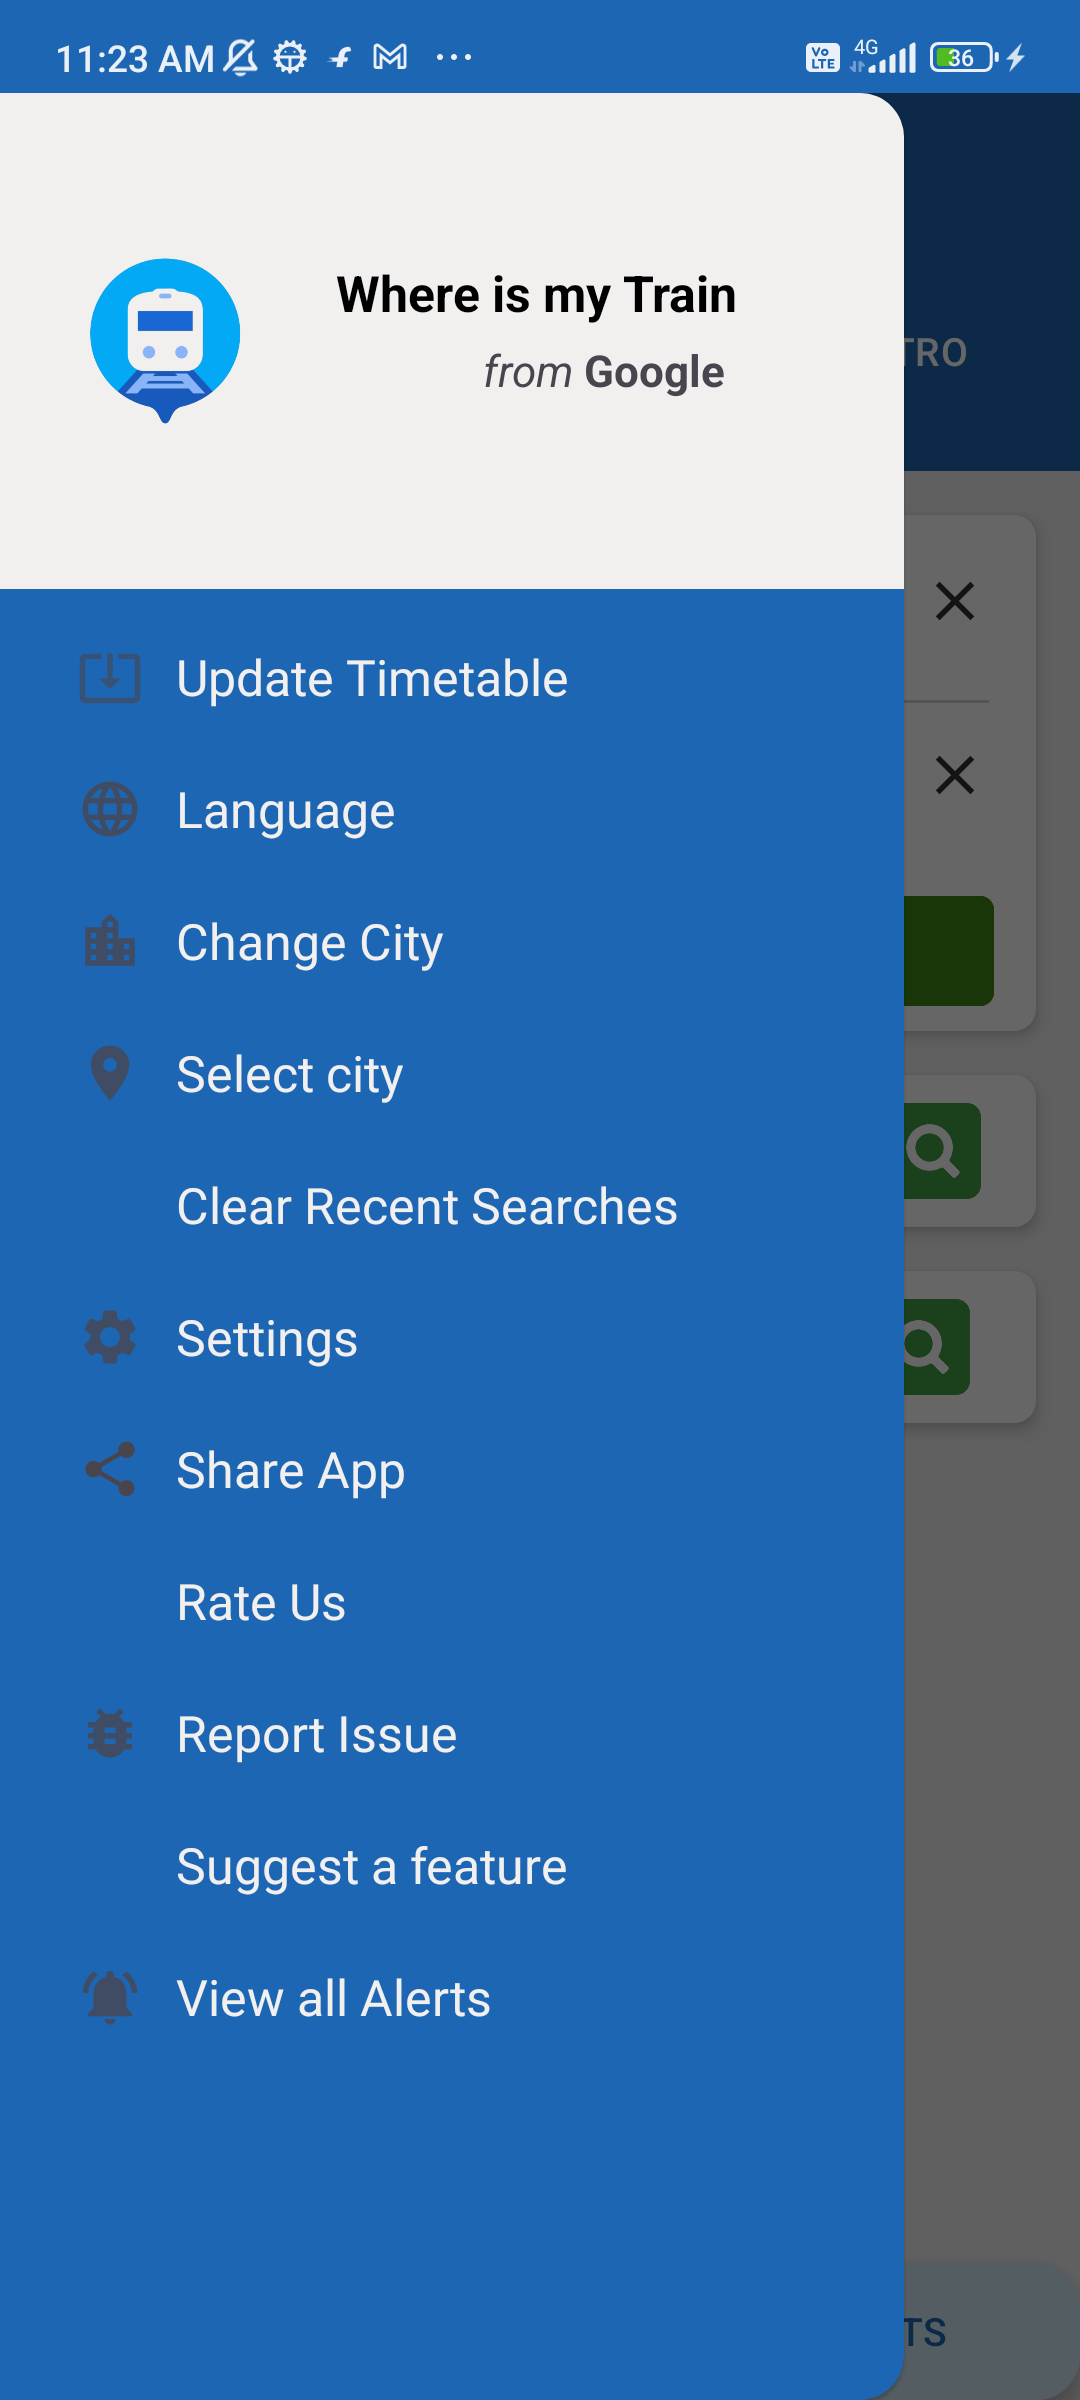 11:23 AM
Vo LTE
4G
36
Where is my Train
from Google
TRO
Update Timetable
Language
Change City
Select city
Clear Recent Searches
Settings
Share App
Rate Us
Report Issue
Suggest a feature
View all Alerts
TS